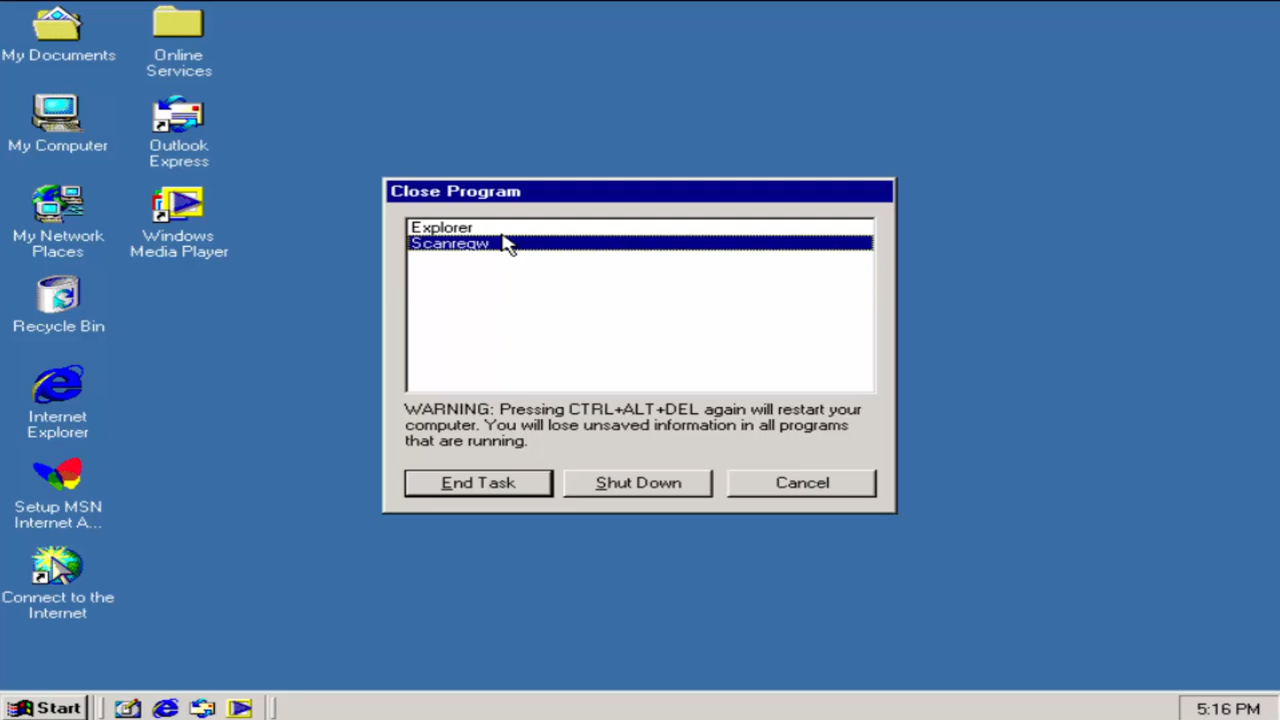 My Documents
Online
Services
My Computer
Outlook
Express
My Network
Places
Windows
Media Player
Recycle Bin
Internet
Explorer
Setup MSN
Internet A...
Connect to the
Internet
Close Program
Explorer
Scanregw
WARNING: Pressing CTRL+ALT+DEL again will restart your
computer. You will lose unsaved information in all programs
that are running.
End Task
Shut Down
Cancel
Start
5:16 PM